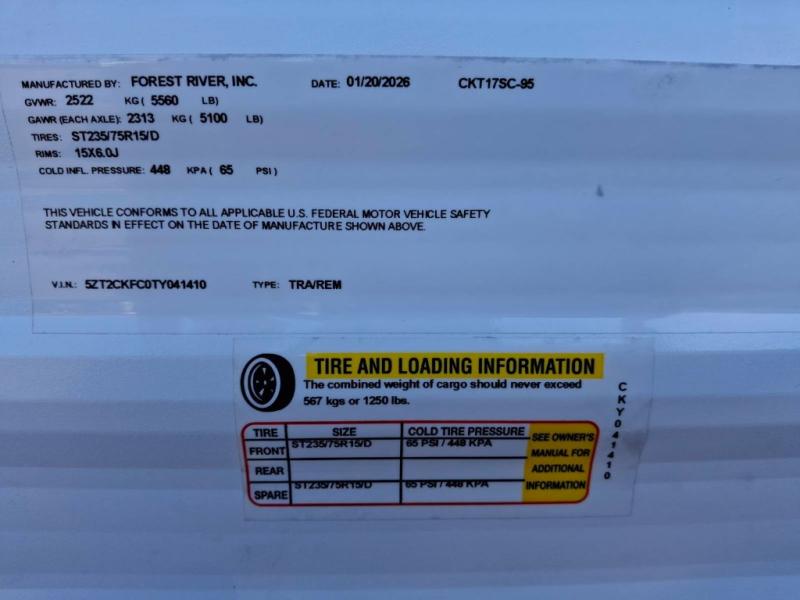 MANUFACTURED BY: FOREST RIVER, INC. DATE: 01/20/2026 CKT17SC-95
GVWR: 2522 KG ( 5560 LB)
GAWR (EACH AXLE): 2313 KG ( 5100 LB)
TIRES: ST235/75R15/D
RIMS: 15X6.0J
COLD INFL. PRESSURE: 448 KPA ( 65 PSI )
THIS VEHICLE CONFORMS TO ALL APPLICABLE U.S. FEDERAL MOTOR VEHICLE SAFETY
STANDARDS IN EFFECT ON THE DATE OF MANUFACTURE SHOWN ABOVE.
V.I.N.: 5ZT2CKFC0TY041410 TYPE: TRA/REM
TIRE AND LOADING INFORMATION
The combined weight of cargo should never exceed
567 kgs or 1250 lbs.
TIRE SIZE COLD TIRE PRESSURE SEE OWNER'S
FRONT ST235/75R15/D 65 PSI / 448 KPA MANUAL FOR
REAR ADDITIONAL
SPARE ST235/75R15/D 65 PSI / 448 KPA INFORMATION
CKY041410